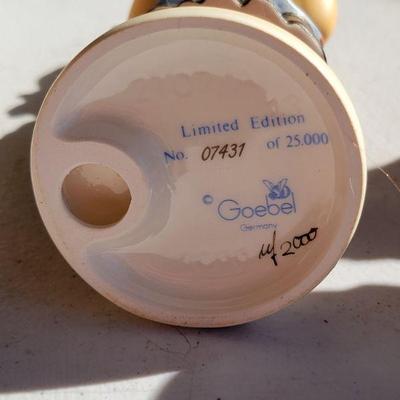 Limited Edition
No. 07431 of 25.000
© Goebel
Germany
2000